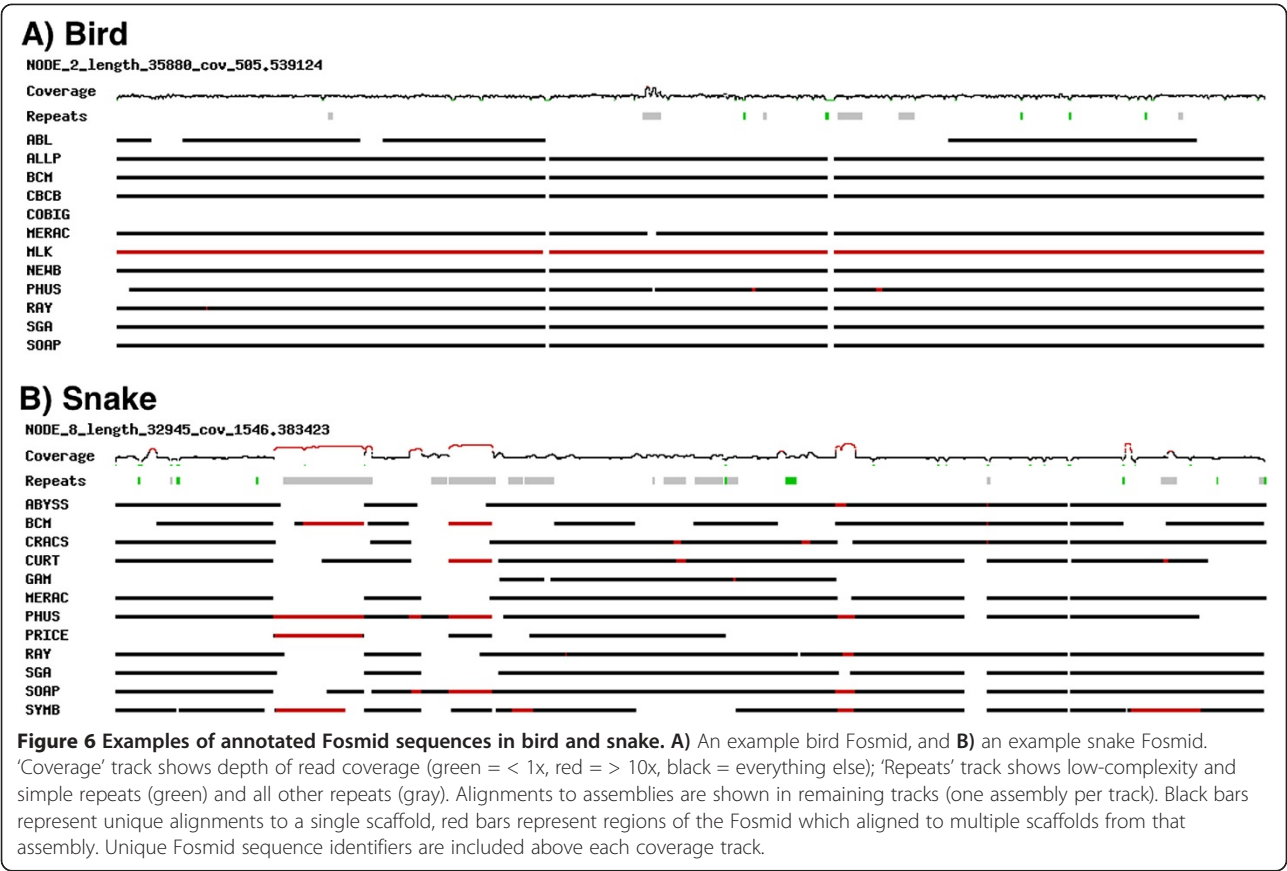 A) Bird
NODE_2_length_35880_cov_505.539124
Coverage
Repeats
ABL
ALLP
BCM
CBCB
COBIG
MERAC
MLK
NEWB
PHUS
RAY
SGA
SOAP
B) Snake
NODE_8_length_32945_cov_1546.383423
Coverage
Repeats
ABYSS
BCM
CRACS
CURT
GAM
MERAC
PHUS
PRICE
RAY
SGA
SOAP
SYMB
Figure 6 Examples of annotated Fosmid sequences in bird and snake. A) An example bird Fosmid, and B) an example snake Fosmid.
'Coverage' track shows depth of read coverage (green = < 1x, red = > 10x, black = everything else); 'Repeats' track shows low-complexity and
simple repeats (green) and all other repeats (gray). Alignments to assemblies are shown in remaining tracks (one assembly per track). Black bars
represent unique alignments to a single scaffold, red bars represent regions of the Fosmid which aligned to multiple scaffolds from that
assembly. Unique Fosmid sequence identifiers are included above each coverage track.